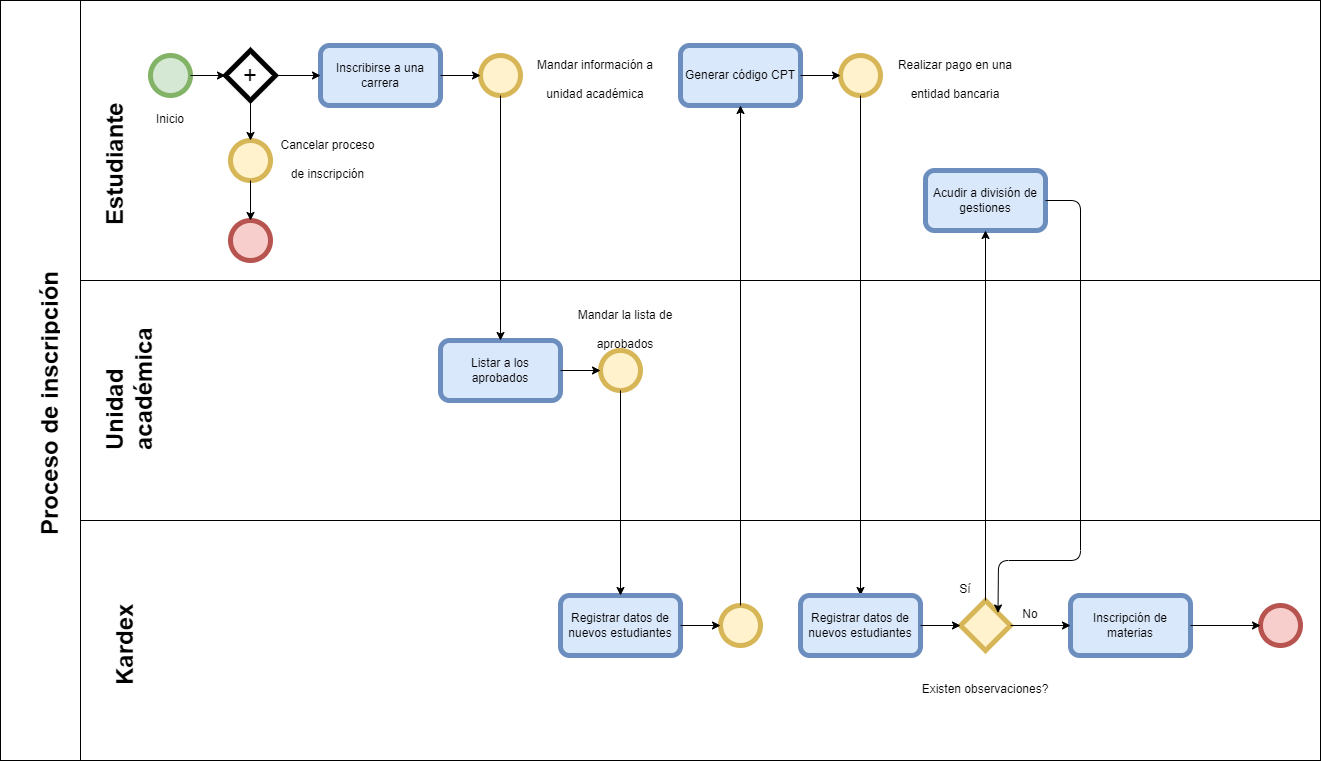 Proceso de inscripción
Estudiante
Inicio
+
Inscribirse a una
carrera
Mandar información a
unidad académica
Cancelar proceso
de inscripción
Generar código CPT
Realizar pago en una
entidad bancaria
Acudir a división de
gestiones
Unidad
académica
Listar a los
aprobados
Mandar la lista de
aprobados
Kardex
Registrar datos de
nuevos estudiantes
Registrar datos de
nuevos estudiantes
Sí
No
Existen observaciones?
Inscripción de
materias